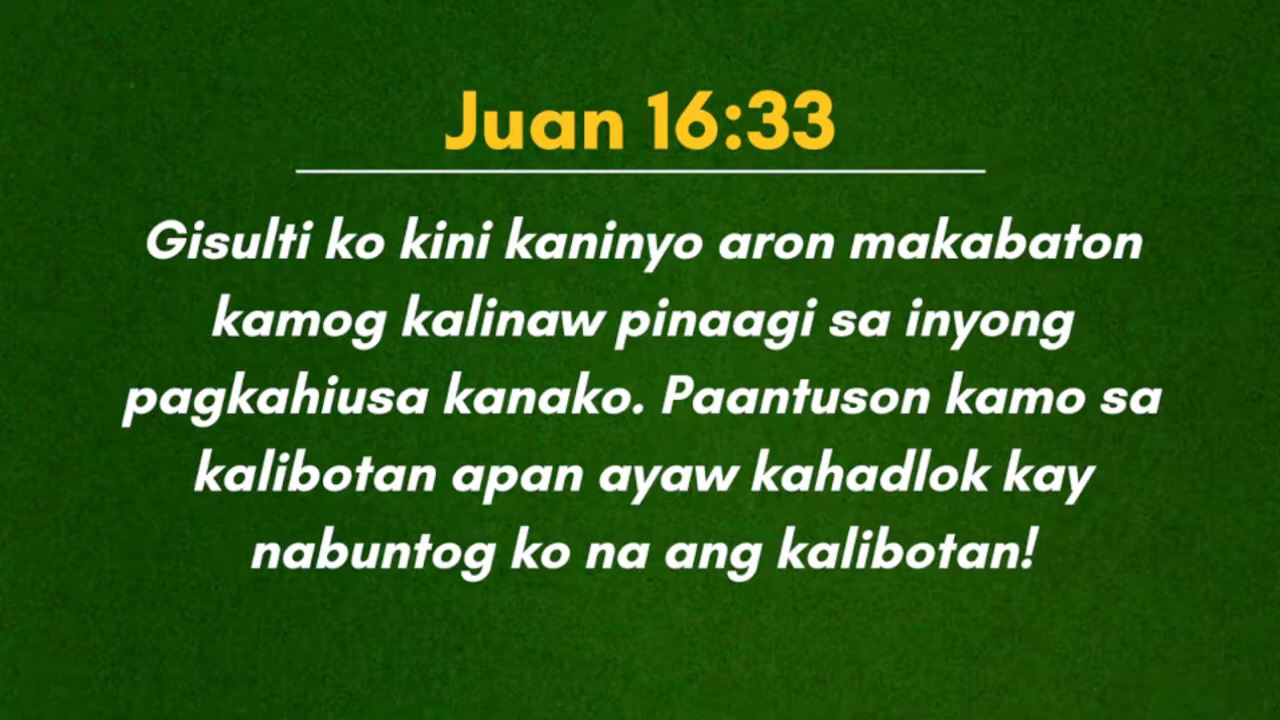 Juan 16:33
Gisulti ko kini kaninyo aron makabaton
kamog kalinaw pinaagi sa inyong
pagkahiusa kanako. Paantuson kamo sa
kalibotan apan ayaw kahadlok kay
nabuntog ko na ang kalibotan!